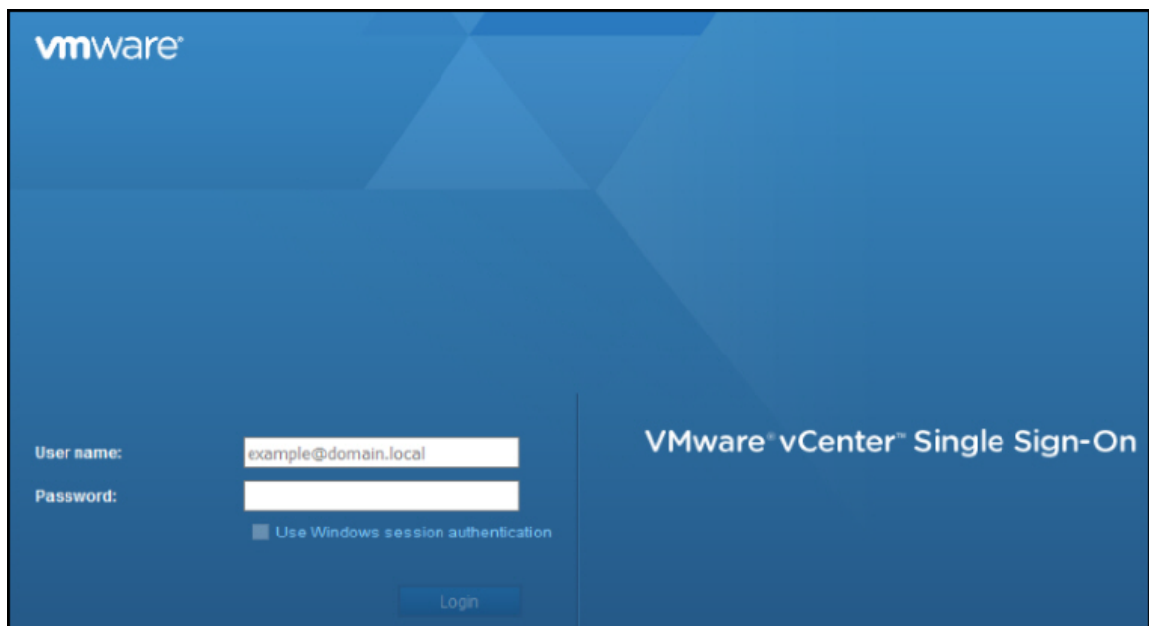 vmware®
VMware® vCenter™ Single Sign-On
User name:
example@domain.local
Password:
Use Windows session authentication
Login